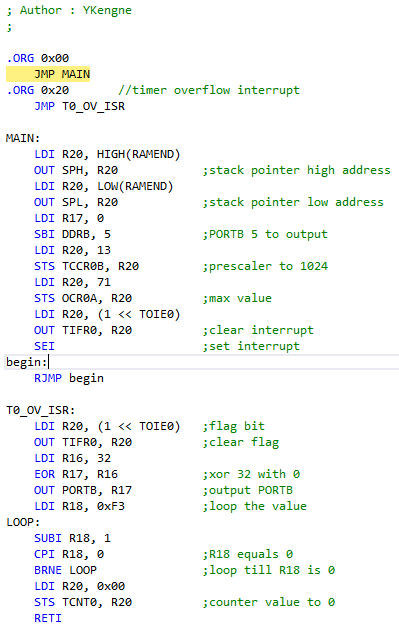 ; Author : YKengne
;
.ORG 0x00
JMP MAIN
.ORG 0x20 //timer overflow interrupt
JMP T0_OV_ISR
MAIN:
LDI R20, HIGH(RAMEND)
OUT SPH, R20 ;stack pointer high address
LDI R20, LOW(RAMEND)
OUT SPL, R20 ;stack pointer low address
LDI R17, 0
SBI DDRB, 5 ;PORTB 5 to output
LDI R20, 13
STS TCCR0B, R20 ;prescaler to 1024
LDI R20, 71
STS OCR0A, R20 ;max value
LDI R20, (1 << TOIE0)
OUT TIFR0, R20 ;clear interrupt
SEI ;set interrupt
begin:
RJMP begin
T0_OV_ISR:
LDI R20, (1 << TOIE0) ;flag bit
OUT TIFR0, R20 ;clear flag
LDI R16, 32
EOR R17, R16 ;xor 32 with 0
OUT PORTB, R17 ;output PORTB
LDI R18, 0xF3 ;loop the value
LOOP:
SUBI R18, 1
CPI R18, 0 ;R18 equals 0
BRNE LOOP ;loop till R18 is 0
LDI R20, 0x00
STS TCNT0, R20 ;counter value to 0
RETI